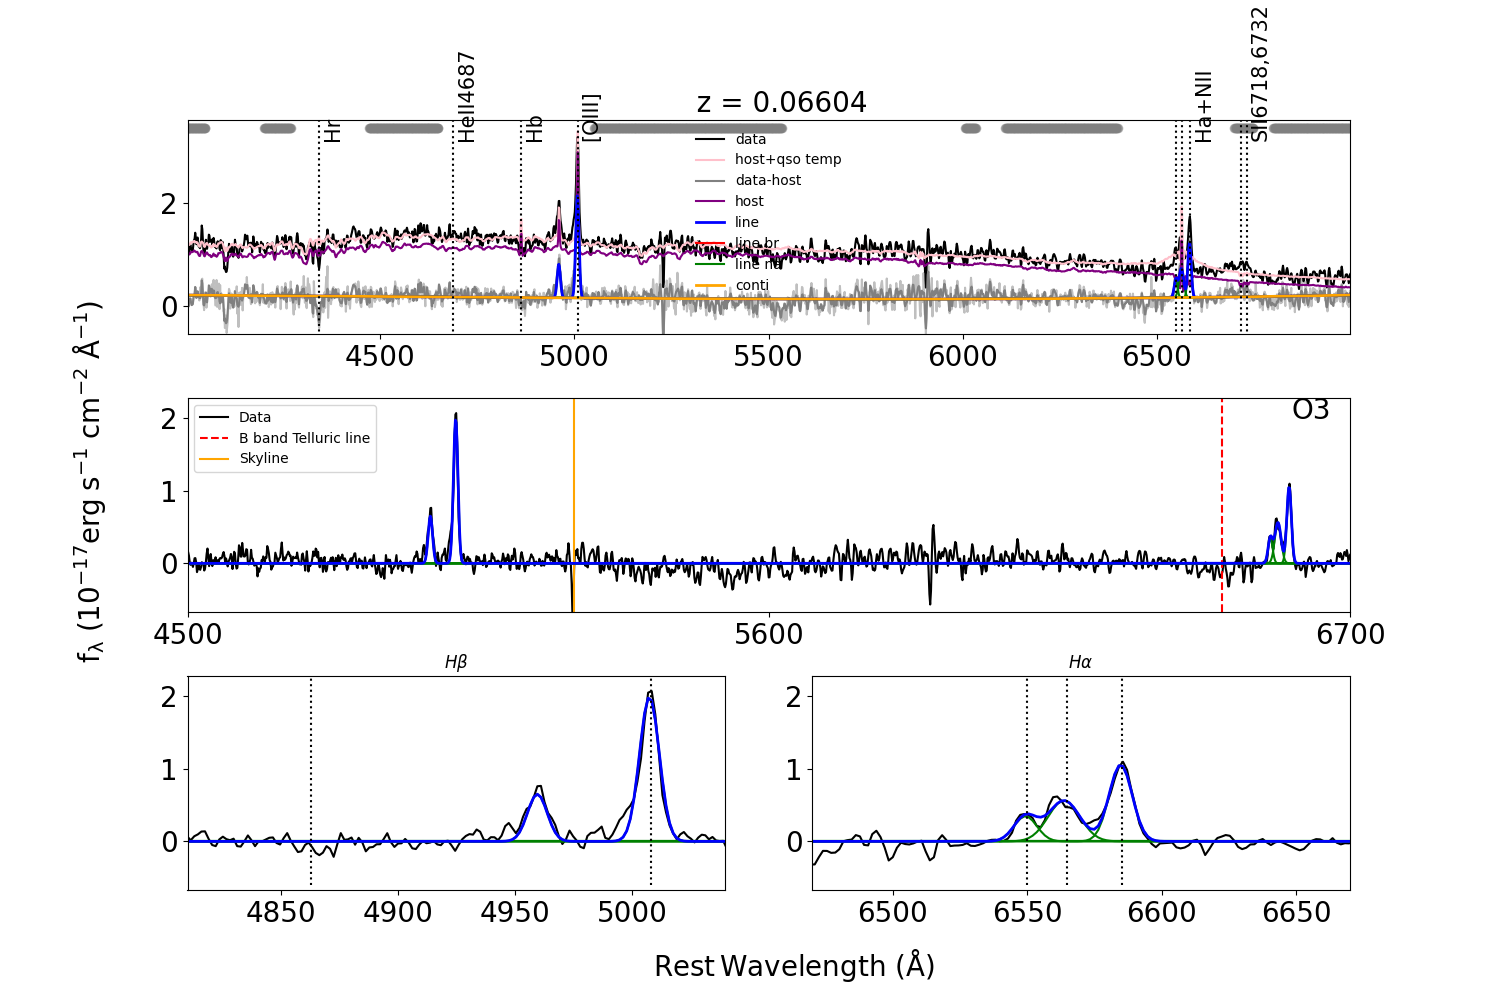 z = 0.06604
Hr
HeII4687
Hb
[OIII]
Ha+NII
SII6718,6732
data
host+qso temp
data-host
host
line
line br
line na
conti
2
0
4500 5000 5500 6000 6500
fλ (10⁻¹⁷erg s⁻¹ cm⁻² Å⁻¹)
O3
Data
B band Telluric line
Skyline
2
1
0
4500 5600 6700
Hβ
2
1
0
4850 4900 4950 5000
Hα
2
1
0
6500 6550 6600 6650
Rest Wavelength (Å)